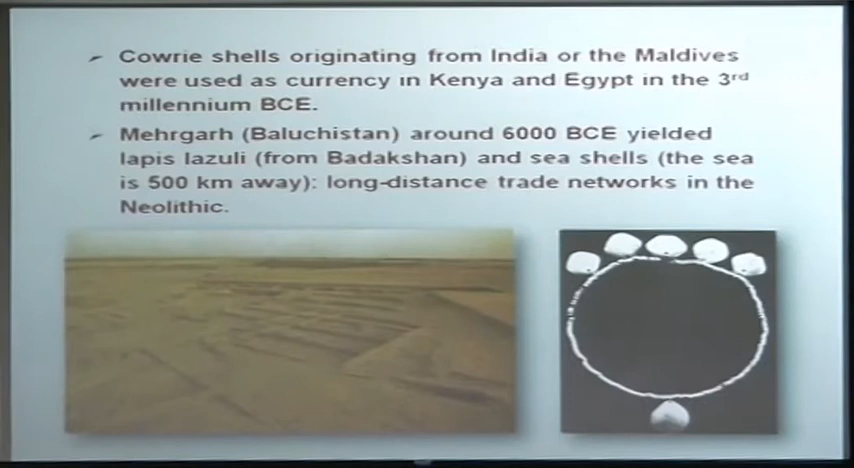 Cowrie shells originating from India or the Maldives
were used as currency in Kenya and Egypt in the 3rd
millennium BCE.
Mehrgarh (Baluchistan) around 6000 BCE yielded
lapis lazuli (from Badakshan) and sea shells (the sea
is 500 km away): long-distance trade networks in the
Neolithic.